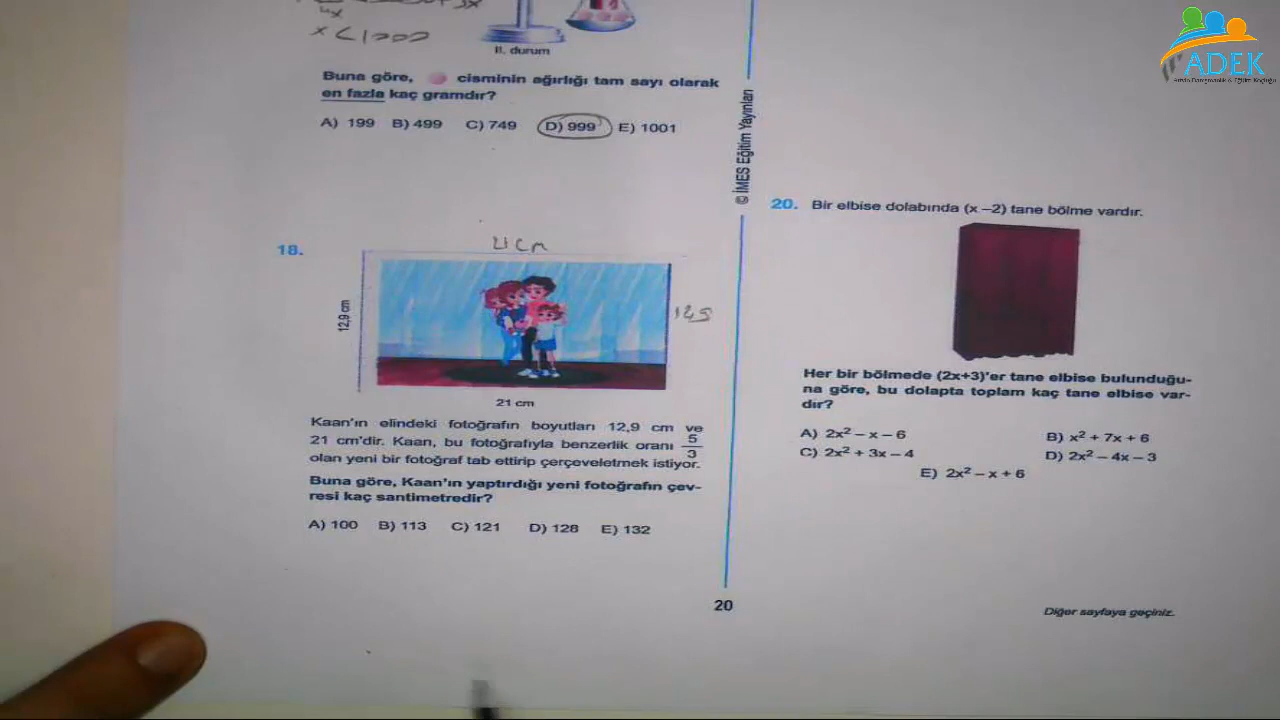 4x
x < 1000
II. durum
Buna göre, cisminin ağırlığı tam sayı olarak
en fazla kaç gramdır?
A) 199 B) 499 C) 749 D) 999 E) 1001
18.
21 cm
12,9 cm
12,9
21 cm
Kaan'ın elindeki fotoğrafın boyutları 12,9 cm ve
21 cm'dir. Kaan, bu fotoğrafıyla benzerlik oranı 5/3
olan yeni bir fotoğraf tab ettirip çerçeveletmek istiyor.
Buna göre, Kaan'ın yaptırdığı yeni fotoğrafın çev-
resi kaç santimetredir?
A) 100 B) 113 C) 121 D) 128 E) 132
© İMES Eğitim Yayınları
20. Bir elbise dolabında (x –2) tane bölme vardır.
Her bir bölmede (2x+3)'er tane elbise bulunduğu-
na göre, bu dolapta toplam kaç tane elbise var-
dır?
A) 2x² – x – 6 B) x² + 7x + 6
C) 2x² + 3x – 4 D) 2x² – 4x – 3
E) 2x² – x + 6
20
Diğer sayfaya geçiniz.
ADEK